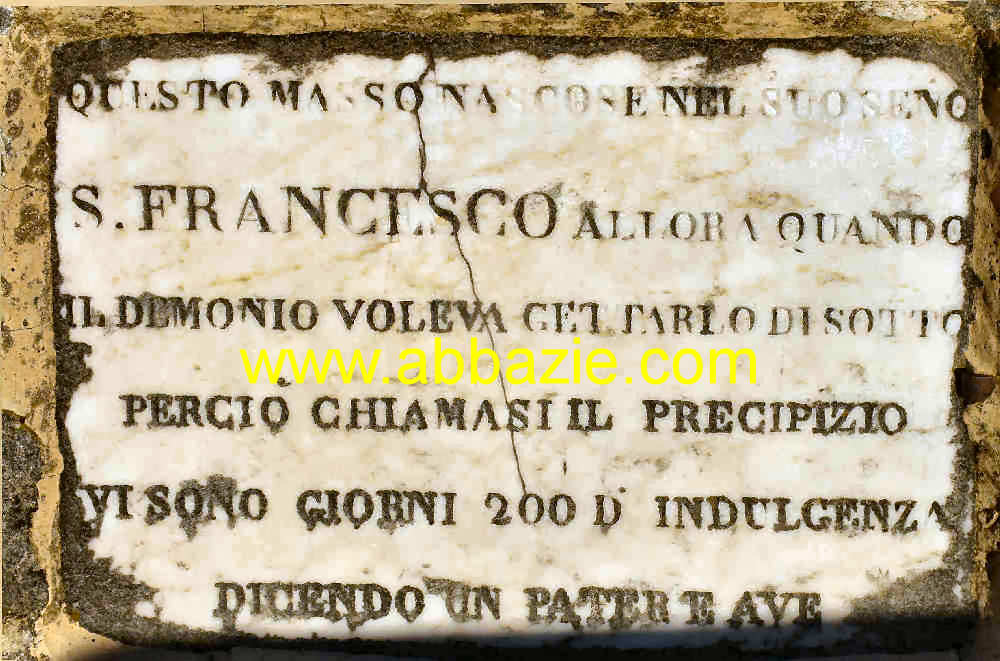 QUESTO MASSO NASCOSE NEL SUO SENO
S. FRANCESCO ALLORA QUANDO
IL DEMONIO VOLEVA GETTARLO DI SOTTO
www.abbazie.com
PERCIÒ CHIAMASI IL PRECIPIZIO
VI SONO GIORNI 200 D' INDULGENZA
DICENDO UN PATER E AVE